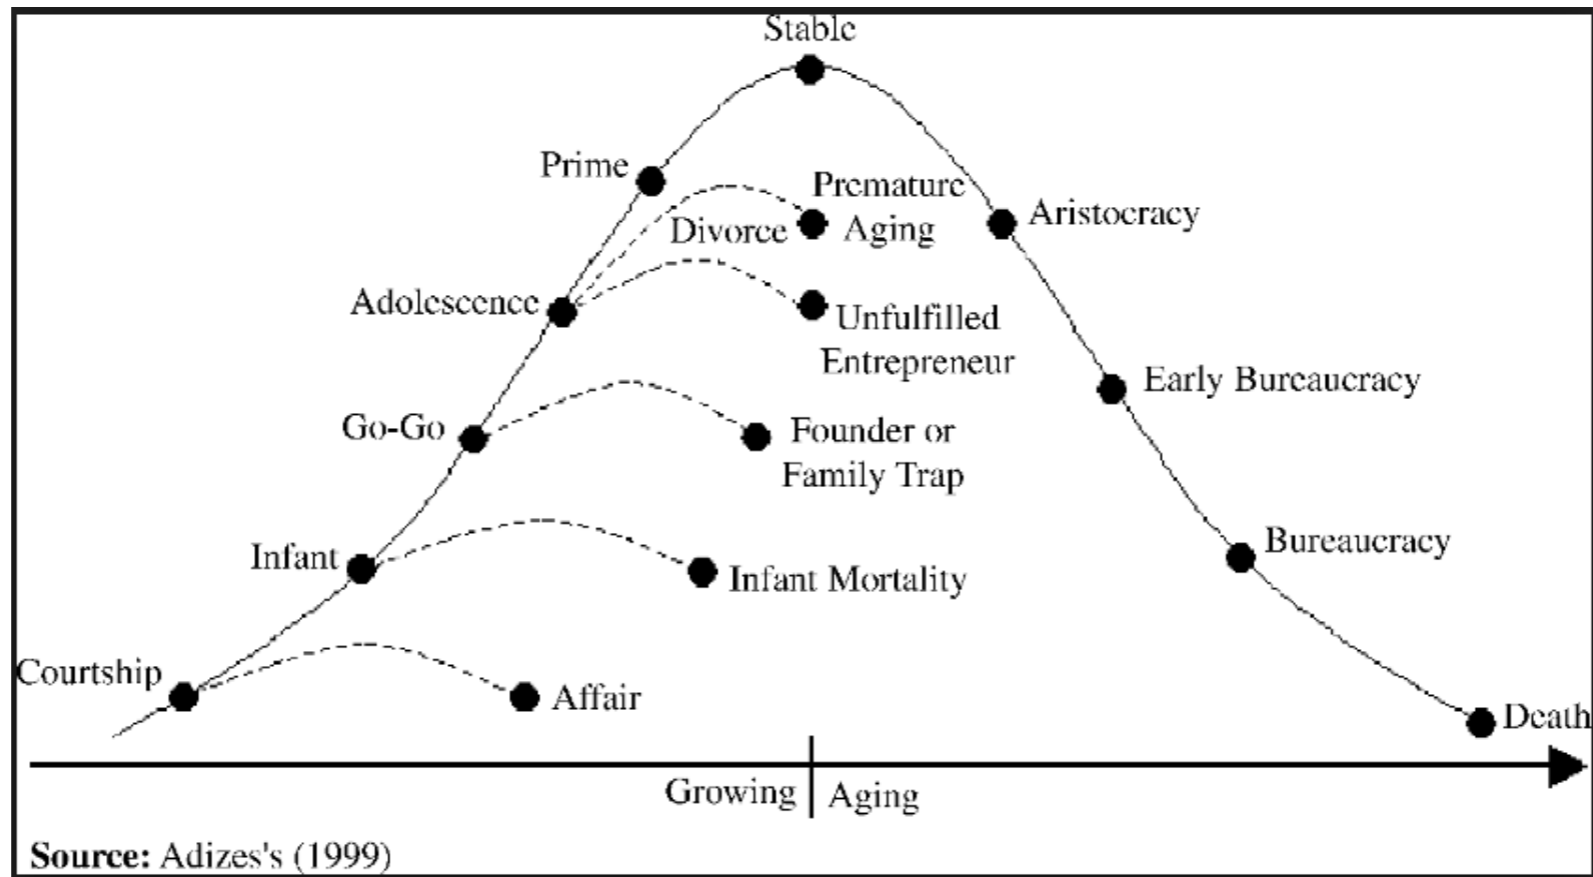 Stable
Prime
Premature
Divorce
Aging
Aristocracy
Adolescence
Unfulfilled
Entrepreneur
Early Bureaucracy
Go-Go
Founder or
Family Trap
Infant
Infant Mortality
Bureaucracy
Courtship
Affair
Death
Growing
Aging
Source: Adizes's (1999)